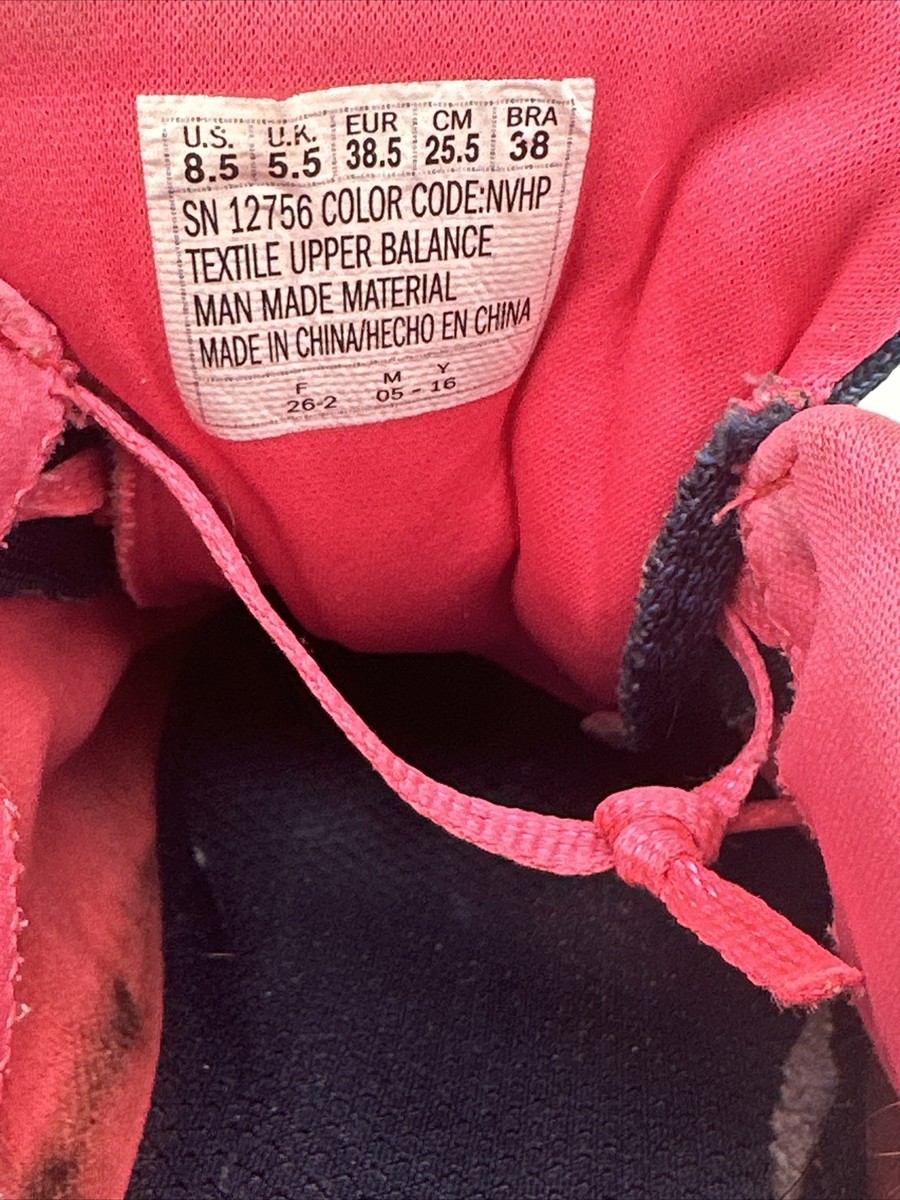 U.S. U.K. EUR CM BRA
8.5 5.5 38.5 25.5 38
SN 12756 COLOR CODE:NVHP
TEXTILE UPPER BALANCE
MAN MADE MATERIAL
MADE IN CHINA/HECHO EN CHINA
F M Y
26-2 05 - 16